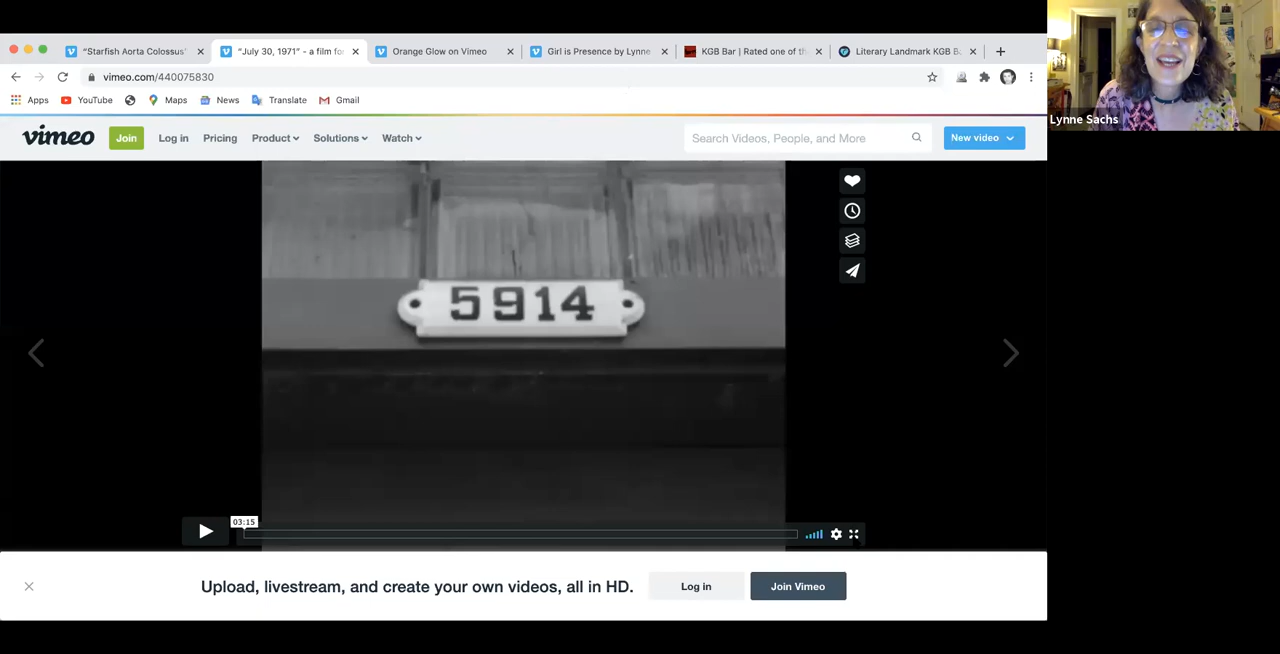 "Starfish Aorta Colossus"
"July 30, 1971" - a film fo
Orange Glow on Vimeo
Girl is Presence by Lynne
KGB Bar | Rated one of th
Literary Landmark KGB B
vimeo.com/440075830
Apps YouTube Maps News Translate Gmail
vimeo Join Log in Pricing Product Solutions Watch Search Videos, People, and More New video
5914
03:15
Upload, livestream, and create your own videos, all in HD. Log in Join Vimeo
Lynne Sachs